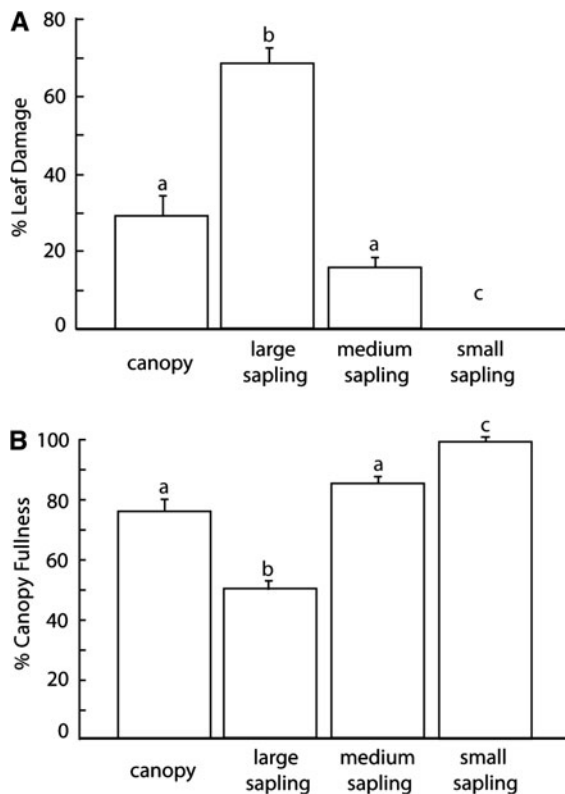 A
80
60
40
20
0
% Leaf Damage
a
b
a
c
canopy
large
sapling
medium
sapling
small
sapling
B
100
80
60
40
20
0
% Canopy Fullness
a
b
a
c
canopy
large
sapling
medium
sapling
small
sapling